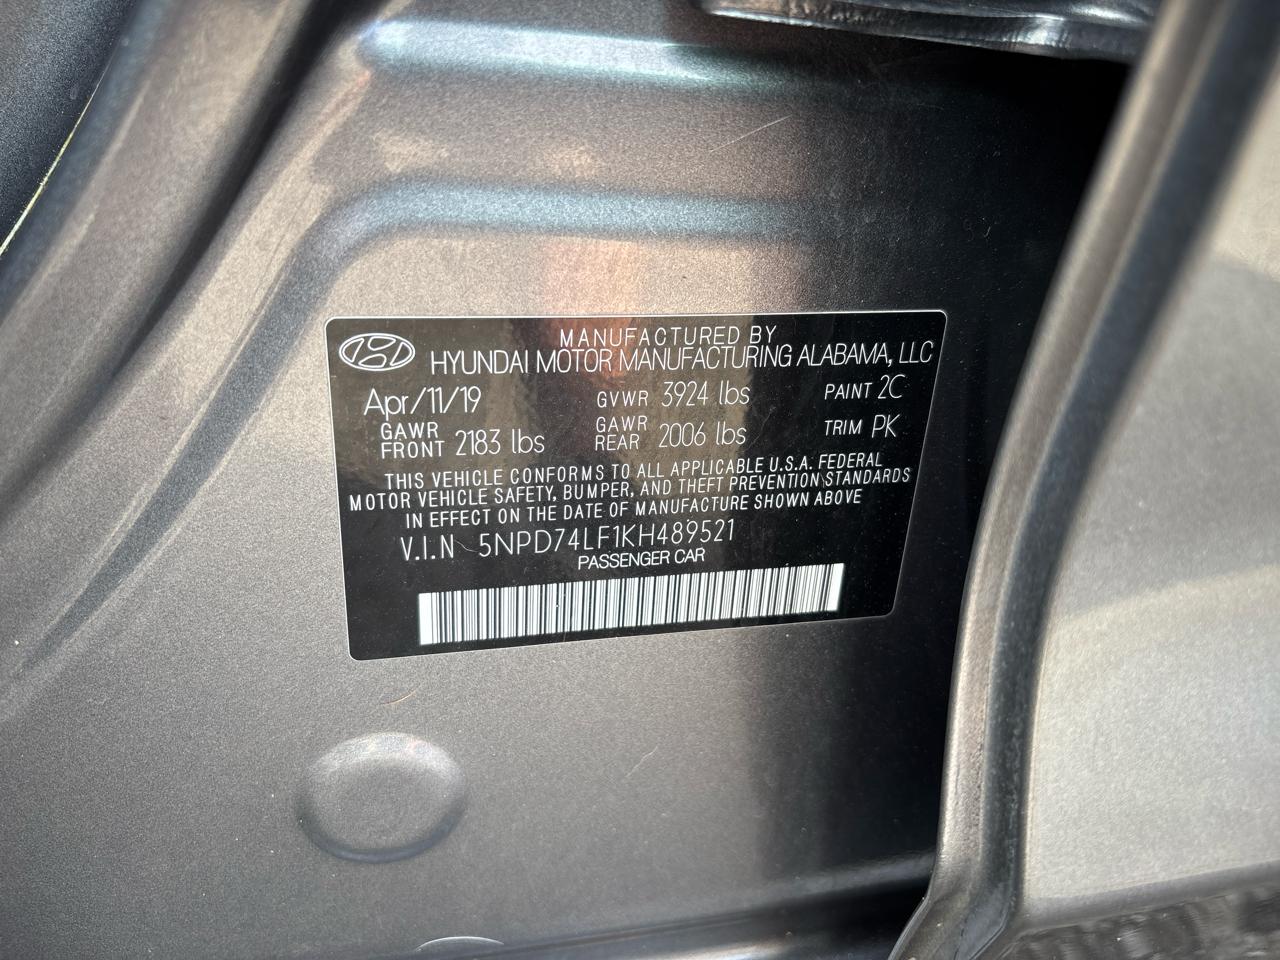 MANUFACTURED BY
HYUNDAI MOTOR MANUFACTURING ALABAMA, LLC
Apr/11/19 GVWR 3924 lbs PAINT 2C
GAWR FRONT 2183 lbs GAWR REAR 2006 lbs TRIM PK
THIS VEHICLE CONFORMS TO ALL APPLICABLE U.S.A. FEDERAL
MOTOR VEHICLE SAFETY, BUMPER, AND THEFT PREVENTION STANDARDS
IN EFFECT ON THE DATE OF MANUFACTURE SHOWN ABOVE
V.I.N 5NPD74LF1KH489521
PASSENGER CAR